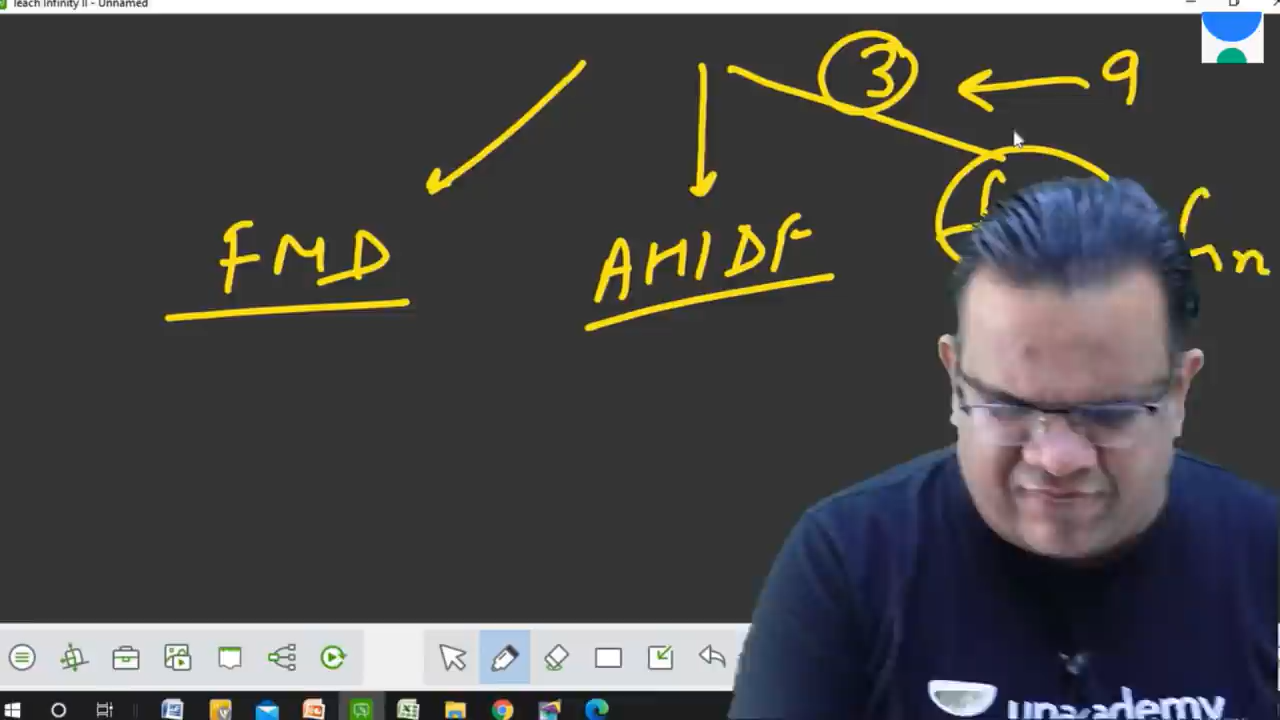 Teach Infinity II - Unnamed
3 ← 9
FMD
AHIDF
unacademy